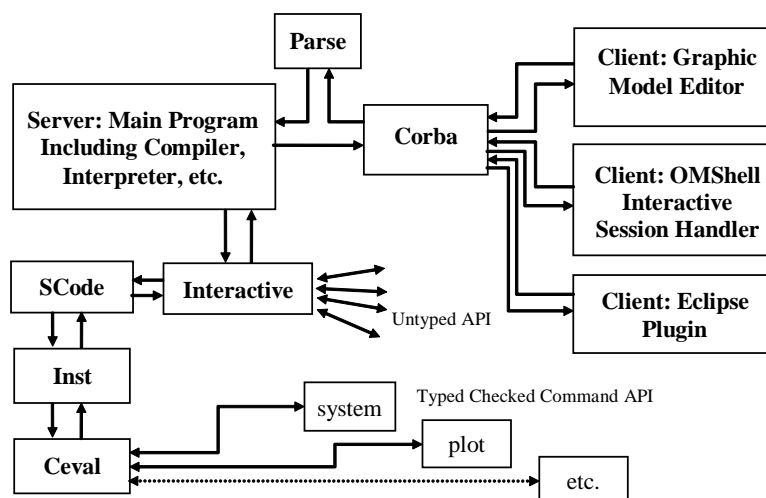 Parse
Client: Graphic
Model Editor
Server: Main Program
Including Compiler,
Interpreter, etc.
Corba
Client: OMShell
Interactive
Session Handler
SCode
Interactive
Untyped API
Client: Eclipse
Plugin
Inst
system
Typed Checked Command API
Ceval
plot
etc.